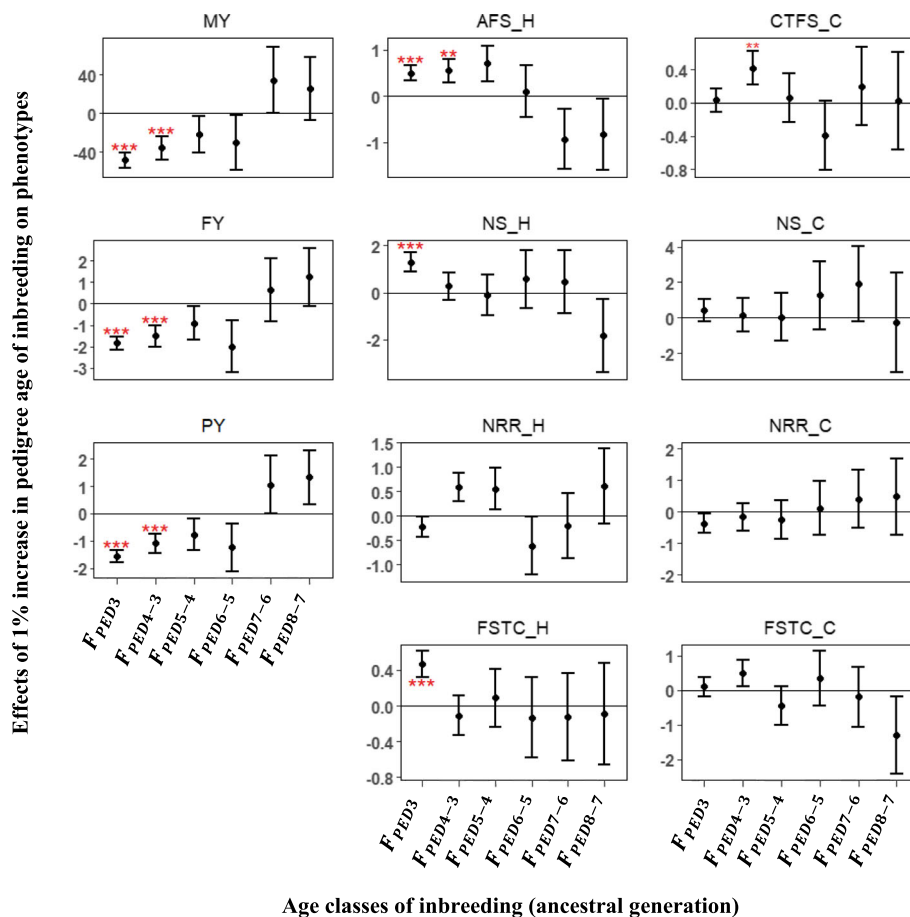 Effects of 1% increase in pedigree age of inbreeding on phenotypes
MY
40
0
-40
***
***
AFS_H
1
0
-1
***
**
CTFS_C
0.4
0.0
-0.4
-0.8
**
FY
2
1
0
-1
-2
-3
***
***
NS_H
2
0
-2
***
NS_C
4
2
0
-2
PY
2
1
0
-1
-2
***
***
NRR_H
1.5
1.0
0.5
0.0
-0.5
-1.0
NRR_C
2
1
0
-1
-2
FSTC_H
0.4
0.0
-0.4
-0.8
***
FSTC_C
1
0
-1
-2
FPED3
FPED4−3
FPED5−4
FPED6−5
FPED7−6
FPED8−7
FPED3
FPED4−3
FPED5−4
FPED6−5
FPED7−6
FPED8−7
FPED3
FPED4−3
FPED5−4
FPED6−5
FPED7−6
FPED8−7
Age classes of inbreeding (ancestral generation)